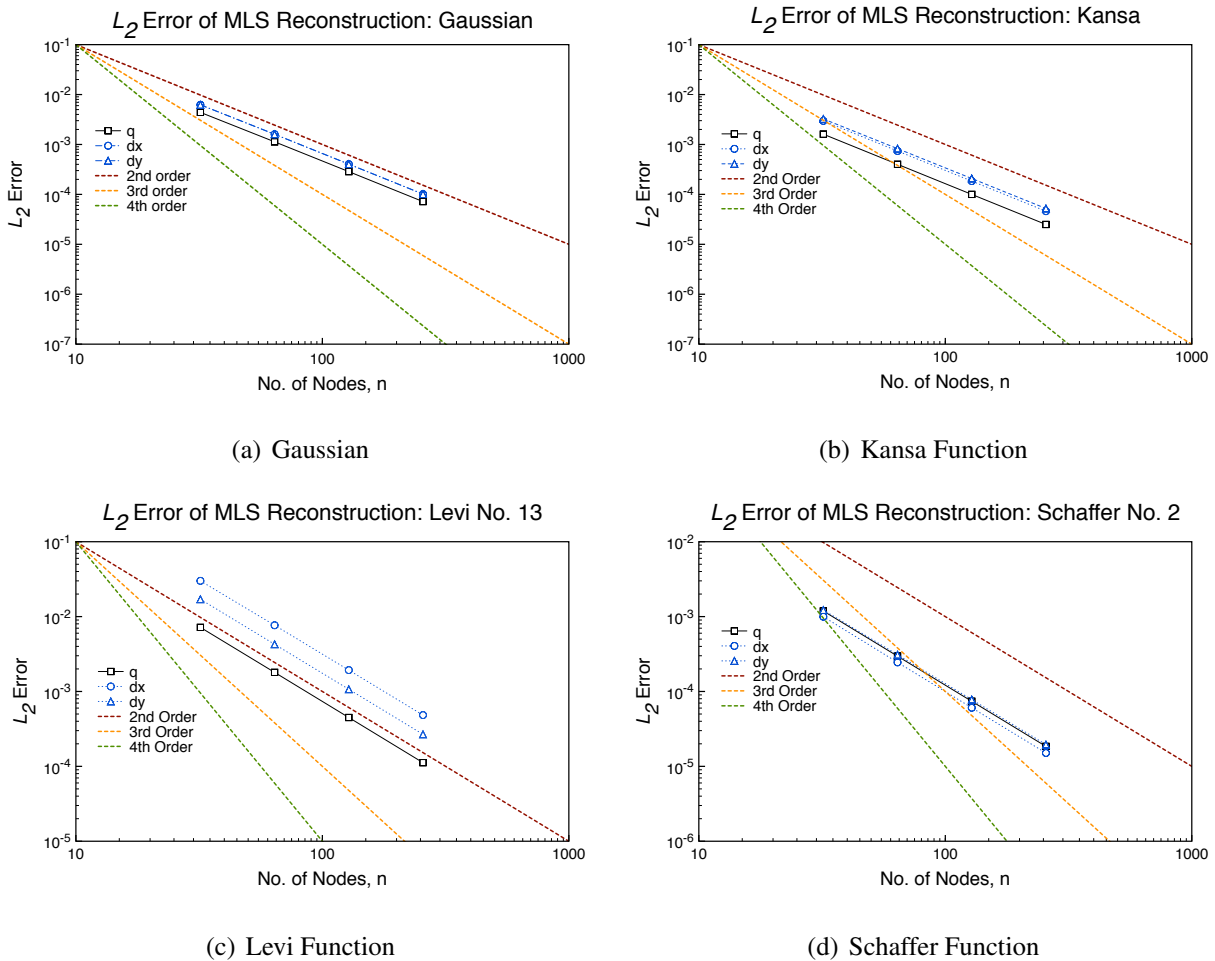 L2 Error of MLS Reconstruction: Gaussian
10-1
10-2
10-3
10-4
10-5
10-6
10-7
L2 Error
q
dx
dy
2nd order
3rd order
4th order
10
100
1000
No. of Nodes, n
(a) Gaussian
L2 Error of MLS Reconstruction: Kansa
10-1
10-2
10-3
10-4
10-5
10-6
10-7
L2 Error
q
dx
dy
2nd Order
3rd Order
4th Order
10
100
1000
No. of Nodes, n
(b) Kansa Function
L2 Error of MLS Reconstruction: Levi No. 13
10-1
10-2
10-3
10-4
10-5
L2 Error
q
dx
dy
2nd Order
3rd Order
4th Order
10
100
1000
No. of Nodes, n
(c) Levi Function
L2 Error of MLS Reconstruction: Schaffer No. 2
10-2
10-3
10-4
10-5
10-6
L2 Error
q
dx
dy
2nd Order
3rd Order
4th Order
10
100
1000
No. of Nodes, n
(d) Schaffer Function